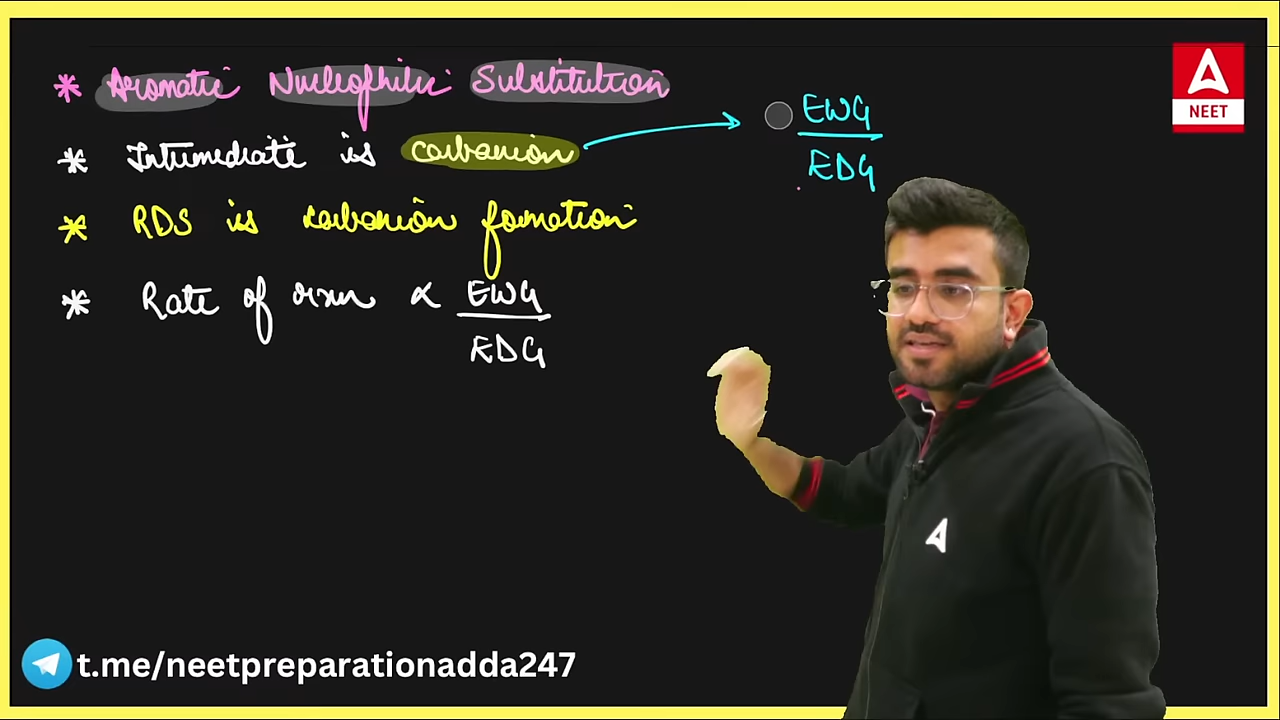 * Aromatic Nucleophilic Substitution
* Intermediate is carbanion → EWG / EDG
* RDS is carbanion formation
* Rate of rxn ∝ EWG / EDG
NEET
t.me/neetpreparationadda247